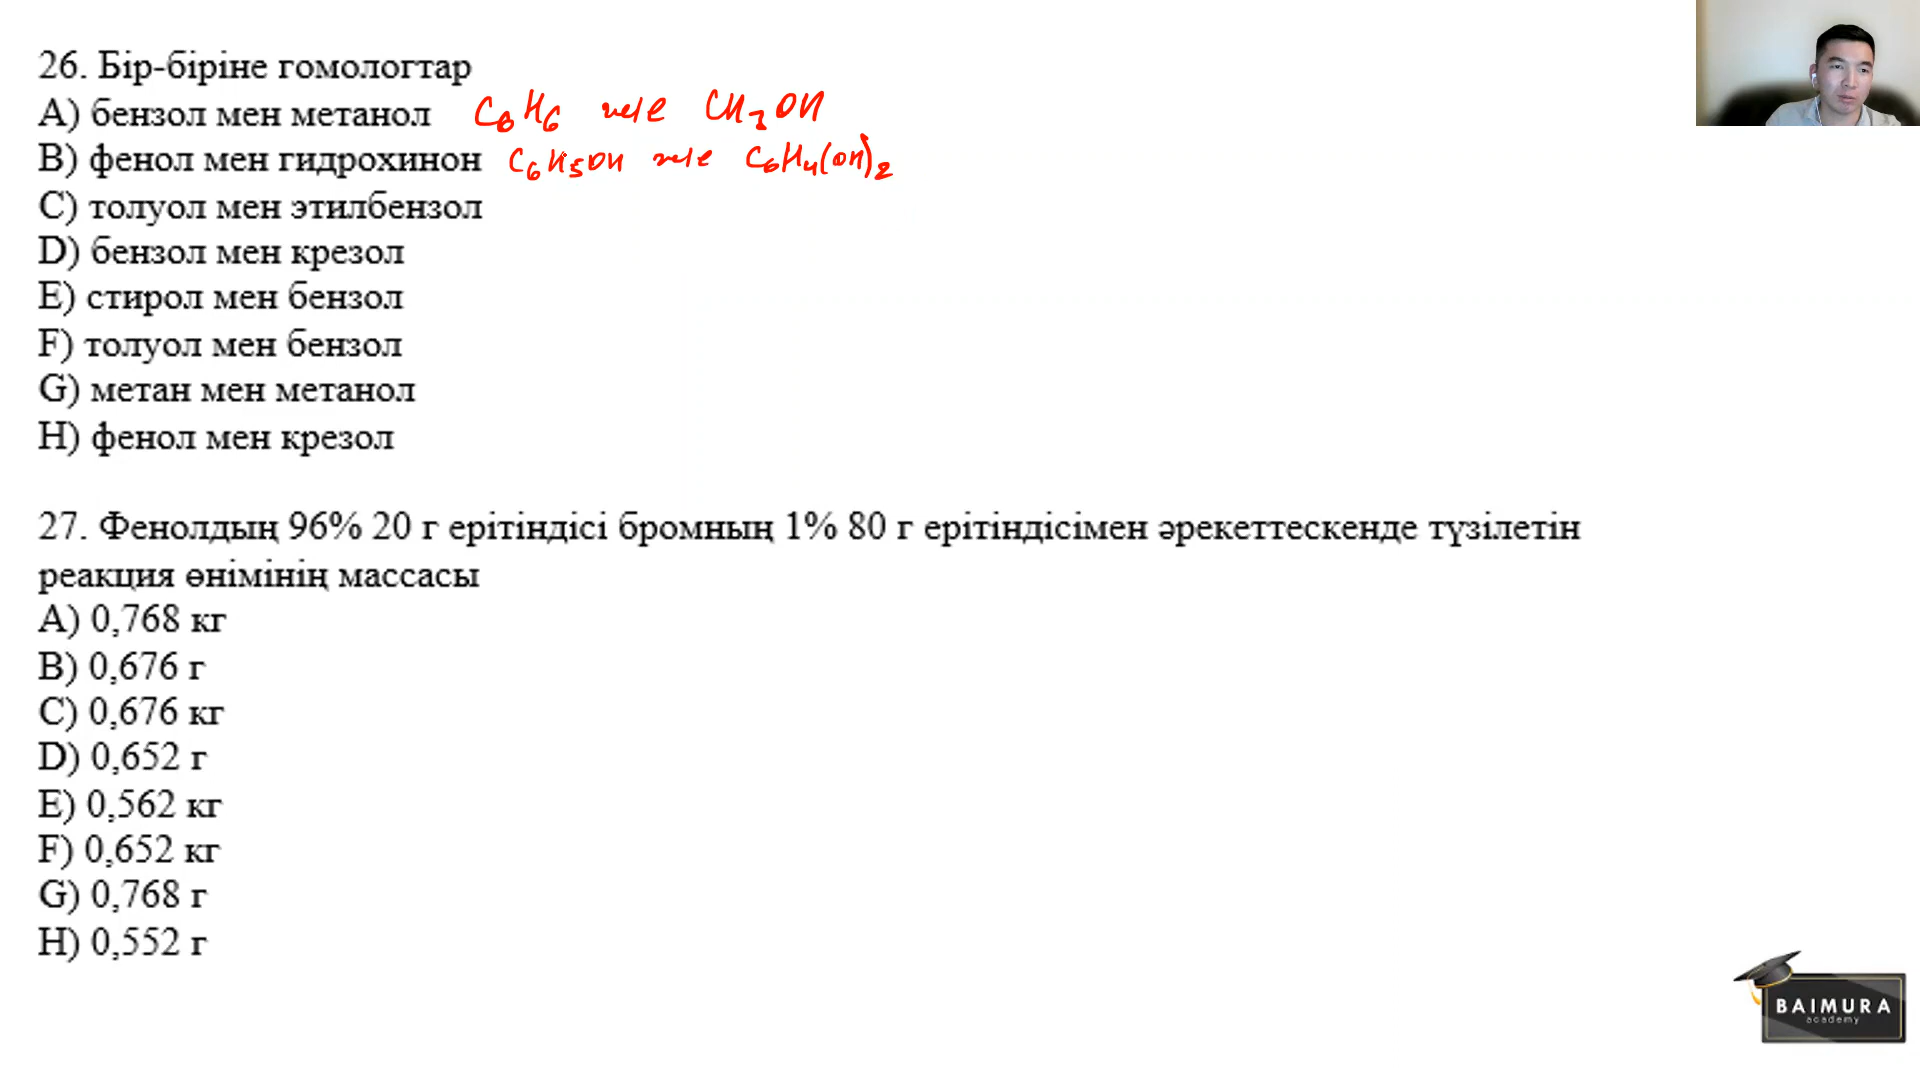 26. Бір-біріне гомологтар
A) бензол мен метанол C6H6 және CH3OH
B) фенол мен гидрохинон C6H5OH және C6H4(OH)2
C) толуол мен этилбензол
D) бензол мен крезол
E) стирол мен бензол
F) толуол мен бензол
G) метан мен метанол
H) фенол мен крезол
27. Фенолдың 96% 20 г ерітіндісі бромның 1% 80 г ерітіндісімен әрекеттескенде түзілетін
реакция өнімінің массасы
A) 0,768 кг
B) 0,676 г
C) 0,676 кг
D) 0,652 г
E) 0,562 кг
F) 0,652 кг
G) 0,768 г
H) 0,552 г
BAIMURA
academy